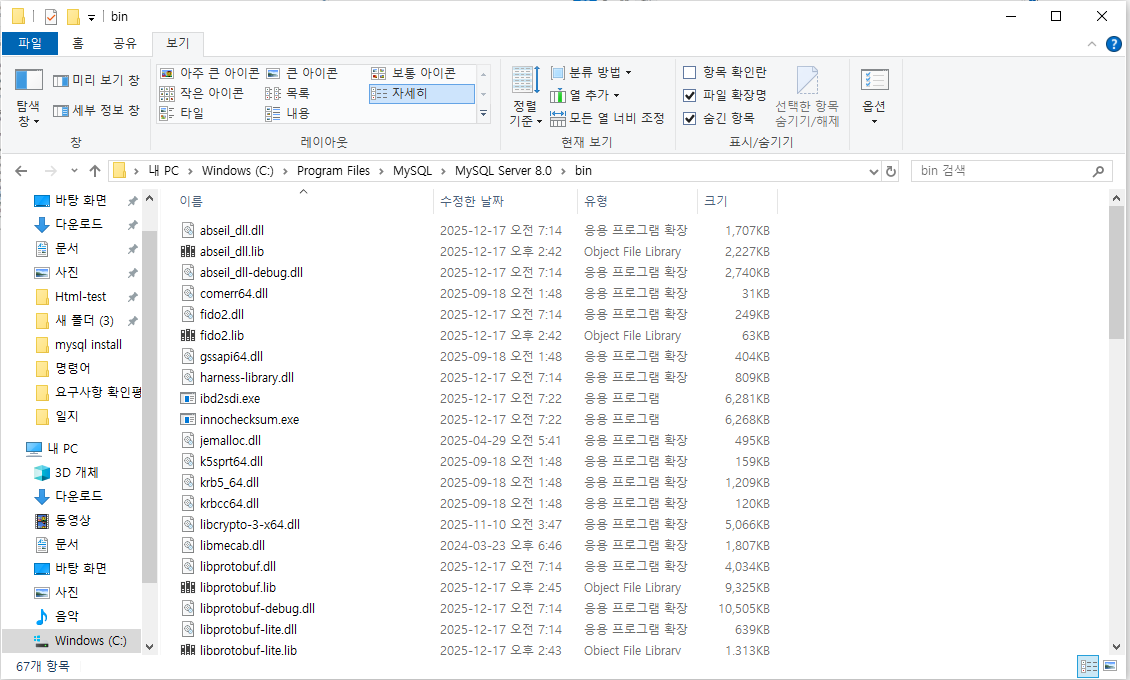 bin
파일 홈 공유 보기
탐색 창
미리 보기 창
세부 정보 창
창
아주 큰 아이콘 큰 아이콘 보통 아이콘
작은 아이콘 목록 자세히
타일 내용
레이아웃
정렬 기준
분류 방법
열 추가
모든 열 너비 조정
현재 보기
항목 확인란
파일 확장명
숨긴 항목
선택한 항목 숨기기/해제
표시/숨기기
옵션
내 PC > Windows (C:) > Program Files > MySQL > MySQL Server 8.0 > bin
bin 검색
바탕 화면
다운로드
문서
사진
Html-test
새 폴더 (3)
mysql install
명령어
요구사항 확인평
일지
내 PC
3D 개체
다운로드
동영상
문서
바탕 화면
사진
음악
Windows (C:)
이름 수정한 날짜 유형 크기
abseil_dll.dll 2025-12-17 오전 7:14 응용 프로그램 확장 1,707KB
abseil_dll.lib 2025-12-17 오후 2:42 Object File Library 2,227KB
abseil_dll-debug.dll 2025-12-17 오전 7:14 응용 프로그램 확장 2,740KB
comerr64.dll 2025-09-18 오전 1:48 응용 프로그램 확장 31KB
fido2.dll 2025-12-17 오전 7:14 응용 프로그램 확장 249KB
fido2.lib 2025-12-17 오후 2:42 Object File Library 63KB
gssapi64.dll 2025-09-18 오전 1:48 응용 프로그램 확장 404KB
harness-library.dll 2025-12-17 오전 7:14 응용 프로그램 확장 809KB
ibd2sdi.exe 2025-12-17 오전 7:22 응용 프로그램 6,281KB
innochecksum.exe 2025-12-17 오전 7:22 응용 프로그램 6,268KB
jemalloc.dll 2025-04-29 오전 5:41 응용 프로그램 확장 495KB
k5sprt64.dll 2025-09-18 오전 1:48 응용 프로그램 확장 159KB
krb5_64.dll 2025-09-18 오전 1:48 응용 프로그램 확장 1,209KB
krbcc64.dll 2025-09-18 오전 1:48 응용 프로그램 확장 120KB
libcrypto-3-x64.dll 2025-11-10 오전 3:47 응용 프로그램 확장 5,066KB
libmecab.dll 2024-03-23 오후 6:46 응용 프로그램 확장 1,807KB
libprotobuf.dll 2025-12-17 오전 7:14 응용 프로그램 확장 4,034KB
libprotobuf.lib 2025-12-17 오후 2:45 Object File Library 9,325KB
libprotobuf-debug.dll 2025-12-17 오전 7:14 응용 프로그램 확장 10,505KB
libprotobuf-lite.dll 2025-12-17 오전 7:14 응용 프로그램 확장 639KB
libprotobuf-lite.lib 2025-12-17 오후 2:43 Object File Library 1,313KB
67개 항목